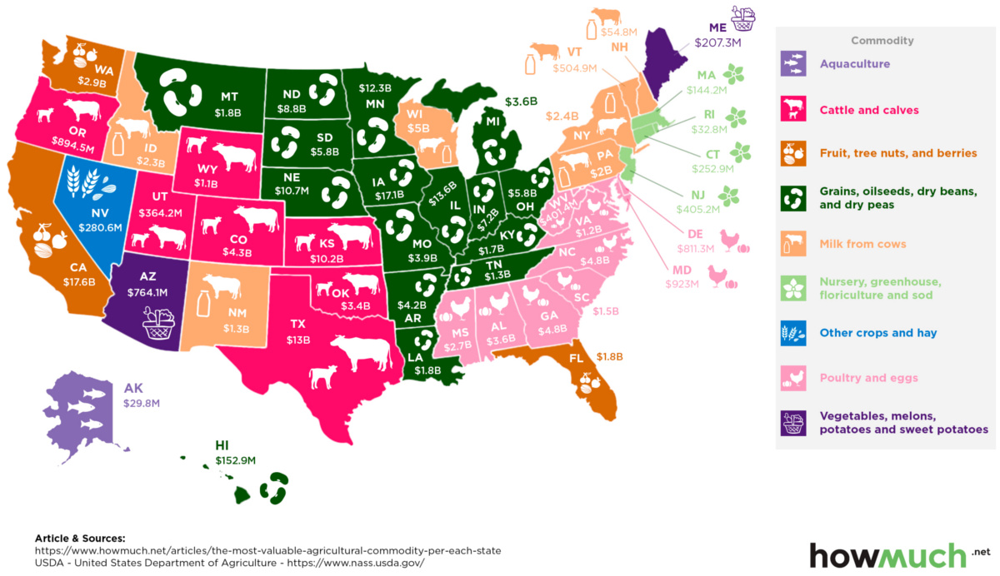 WA
$2.9B
OR
$894.5M
CA
$17.6B
NV
$280.6M
ID
$2.3B
MT
$1.8B
WY
$1.1B
UT
$364.2M
CO
$4.3B
AZ
$764.1M
NM
$1.3B
ND
$8.8B
SD
$5.8B
NE
$10.7M
KS
$10.2B
OK
$3.4B
TX
$13B
$12.3B
MN
IA
$17.1B
MO
$3.9B
$4.2B
AR
LA
$1.8B
WI
$5B
$13.6B
IL
IN
$7.2B
$3.6B
MI
$5.8B
OH
KY
$1.7B
TN
$1.3B
MS
$2.7B
AL
$3.6B
GA
$4.8B
FL
$1.8B
SC
$1.5B
NC
$4.8B
VA
$1.2B
WV
$401.4M
PA
$2B
$2.4B
NY
VT
$504.9M
$54.8M
NH
ME
$207.3M
MA
$144.2M
RI
$32.8M
CT
$252.9M
NJ
$405.2M
DE
$811.3M
MD
$923M
AK
$29.8M
HI
$152.9M
Commodity
Aquaculture
Cattle and calves
Fruit, tree nuts, and berries
Grains, oilseeds, dry beans,
and dry peas
Milk from cows
Nursery, greenhouse,
floriculture and sod
Other crops and hay
Poultry and eggs
Vegetables, melons,
potatoes and sweet potatoes
Article & Sources:
https://www.howmuch.net/articles/the-most-valuable-agricultural-commodity-per-each-state
USDA - United States Department of Agriculture - https://www.nass.usda.gov/
howmuch.net